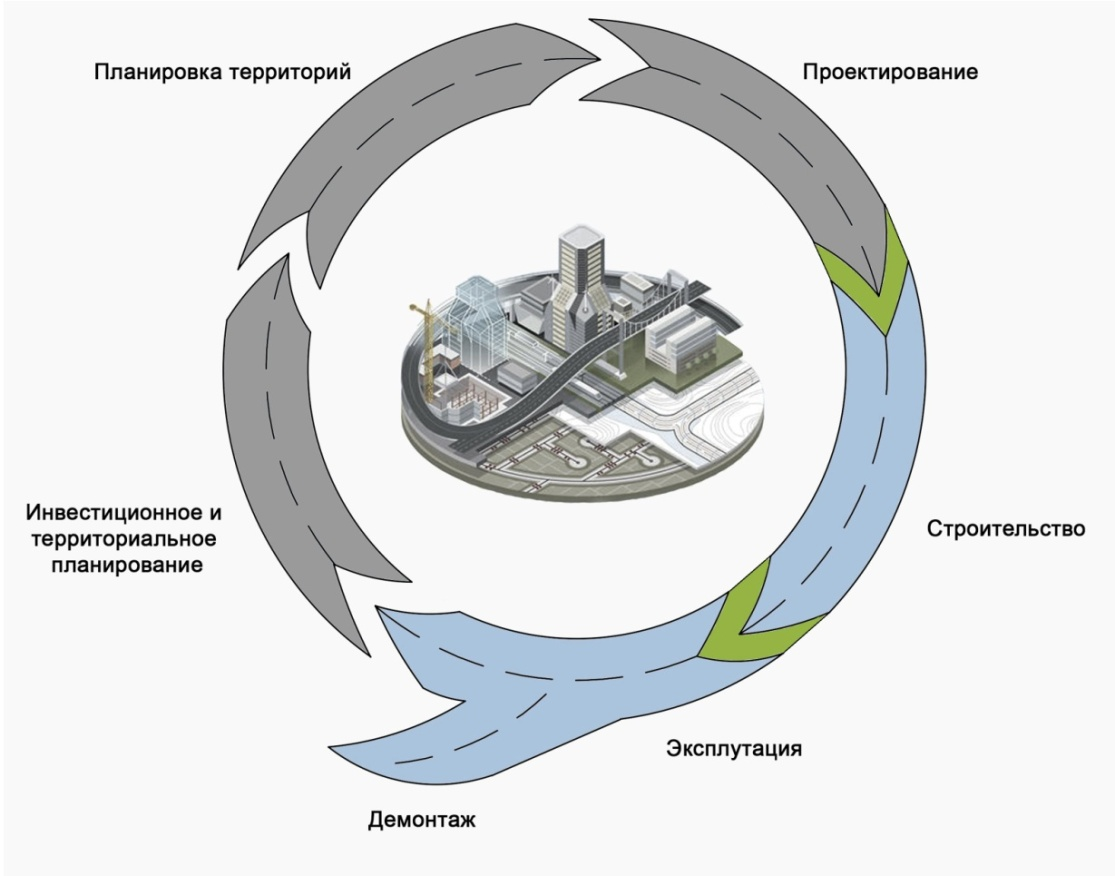 Планировка территорий
Проектирование
Инвестиционное и
территориальное
планирование
Строительство
Эксплутация
Демонтаж